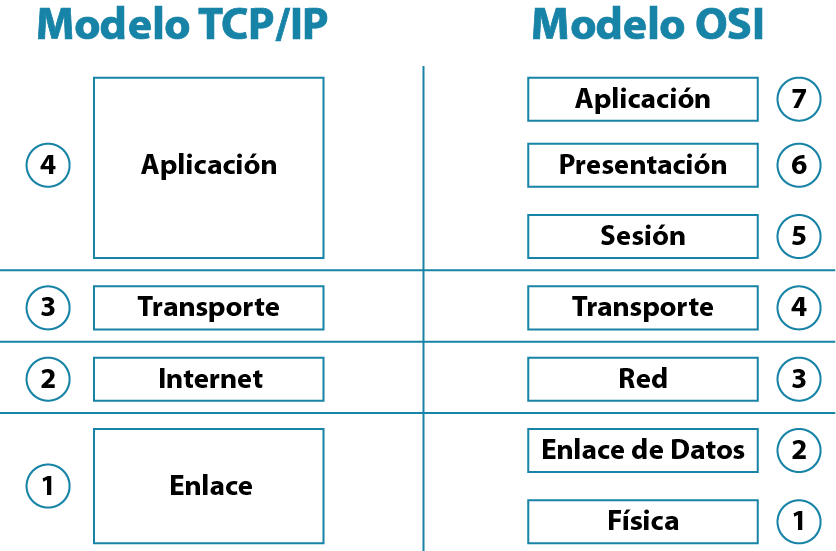 Modelo TCP/IP
Modelo OSI
4
Aplicación
Aplicación
7
Presentación
6
Sesión
5
3
Transporte
Transporte
4
2
Internet
Red
3
1
Enlace
Enlace de Datos
2
Física
1